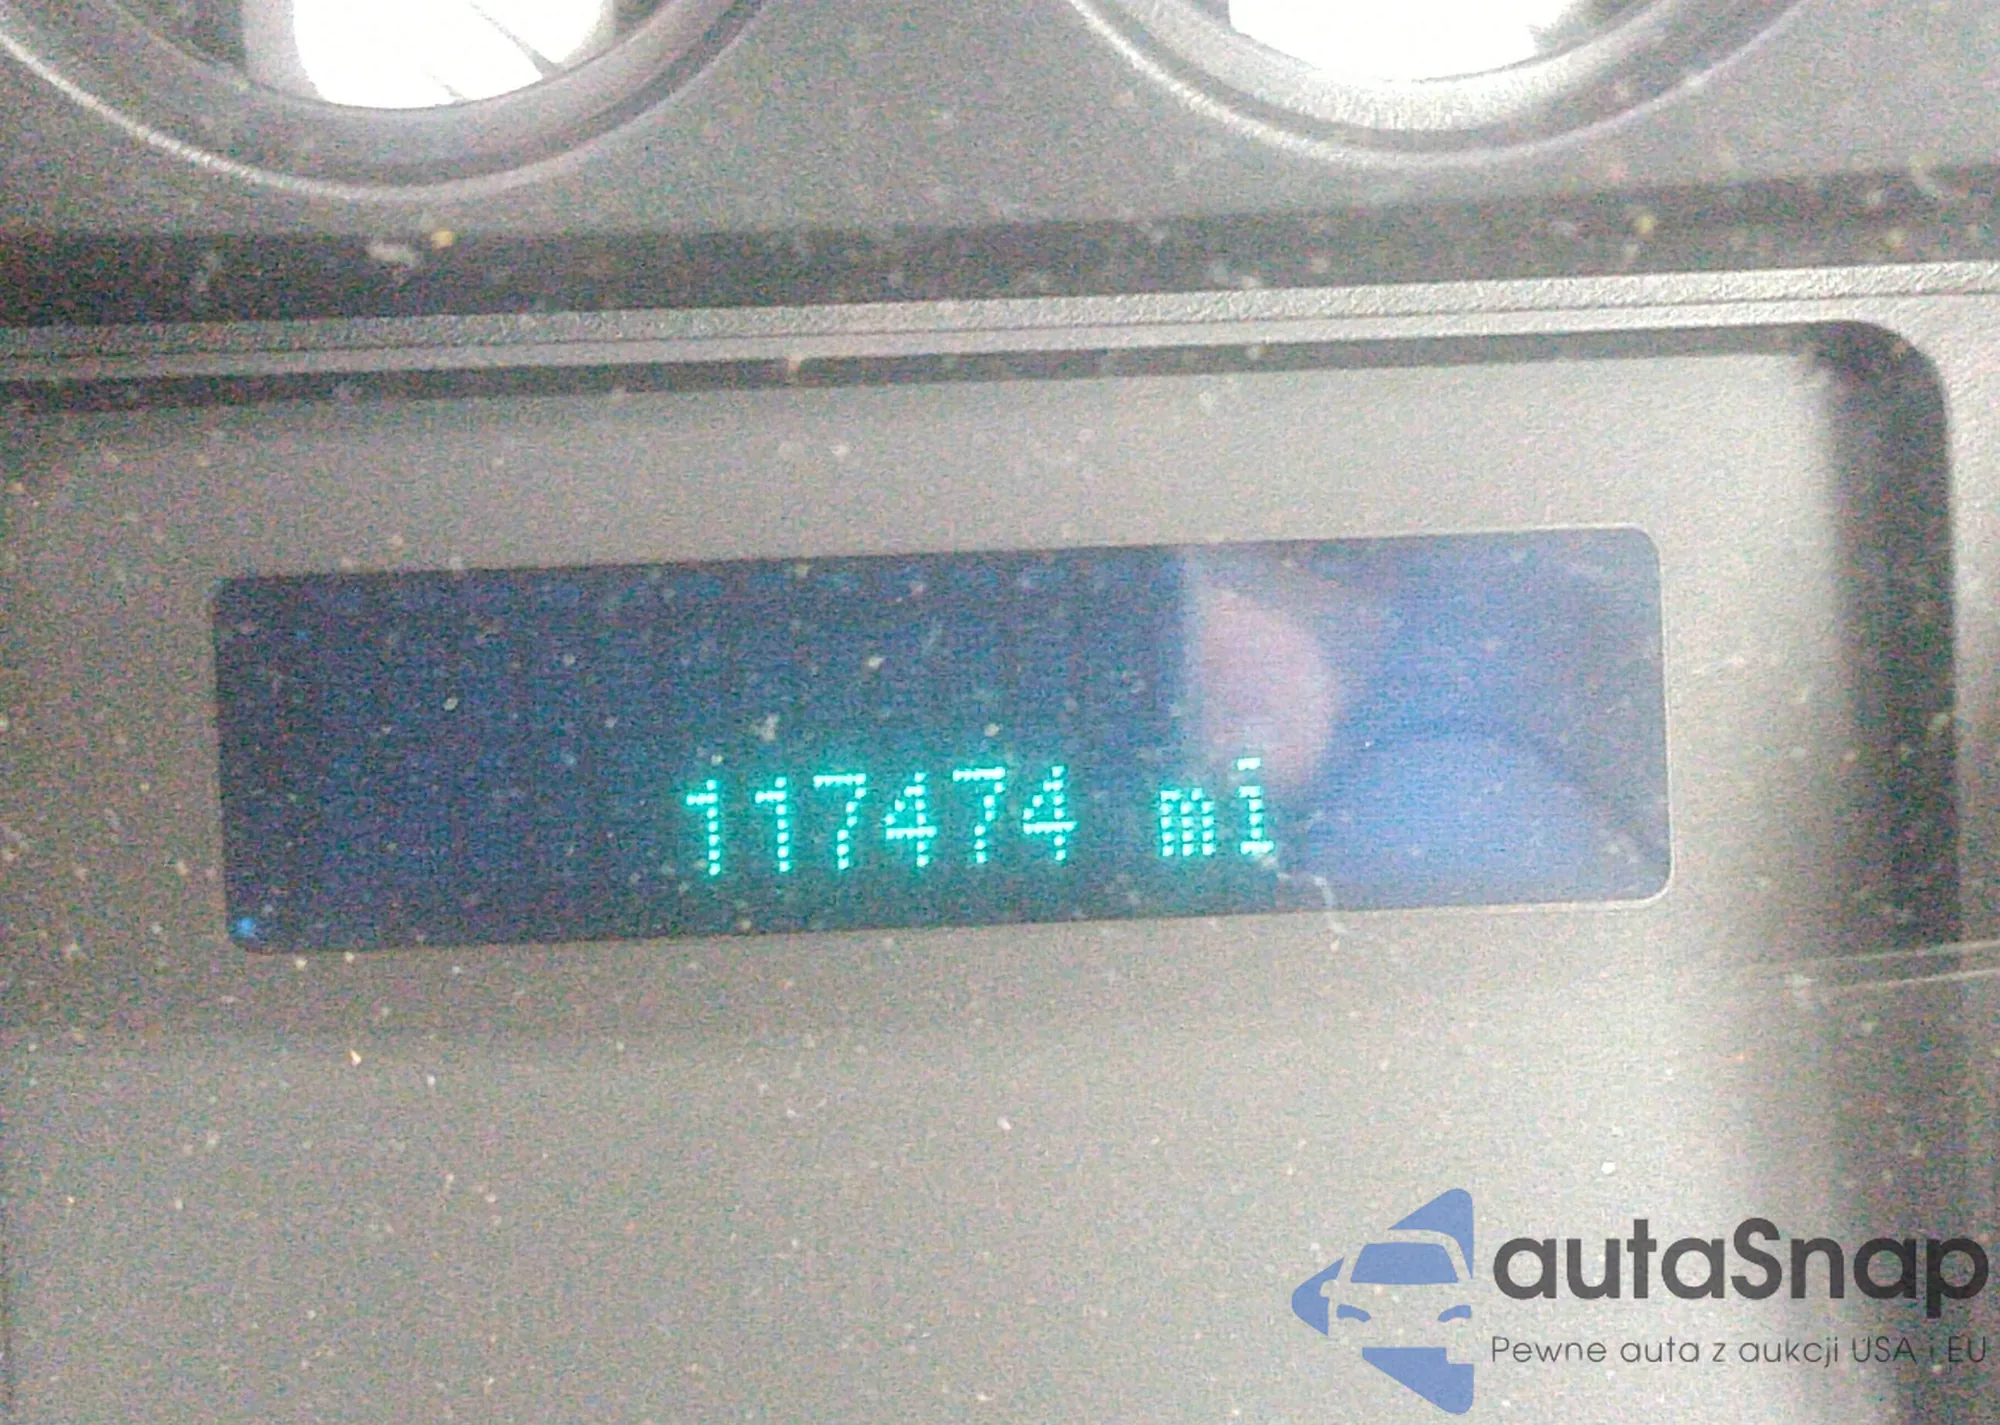 117474 mi
autaSnap
Pewne auta z aukcji USA i EU